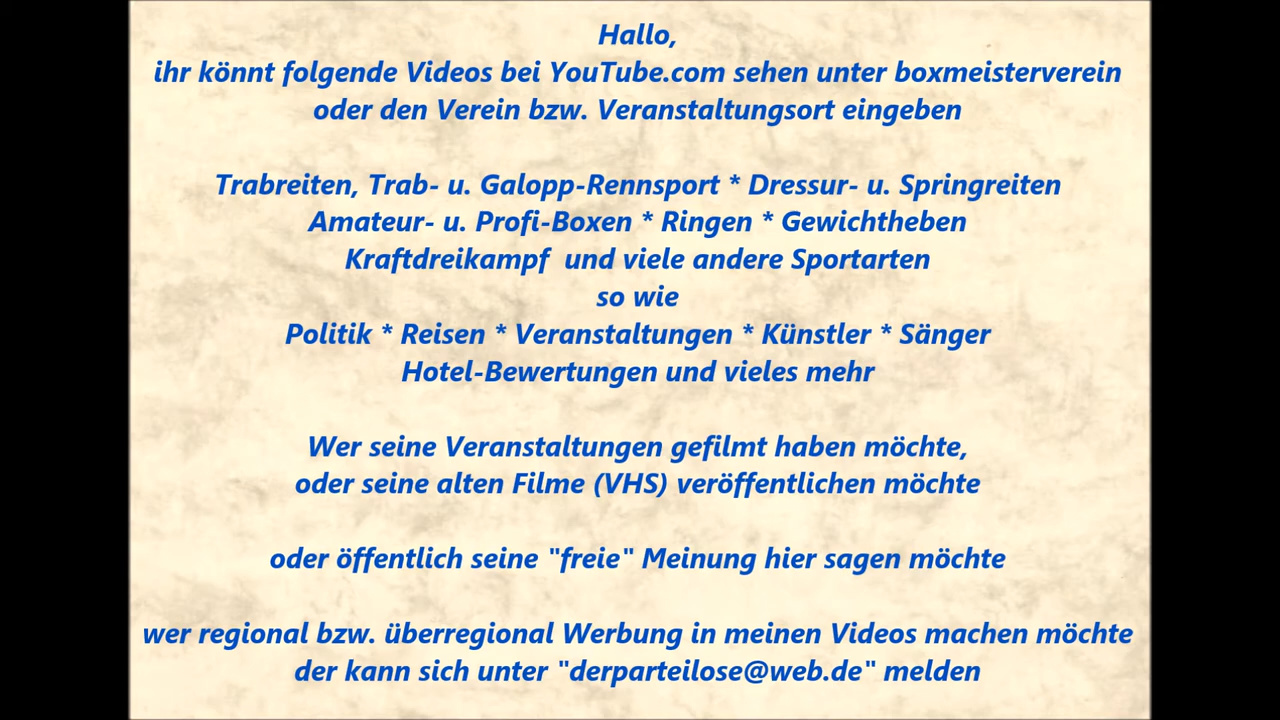 Hallo,
ihr könnt folgende Videos bei YouTube.com sehen unter boxmeisterverein
oder den Verein bzw. Veranstaltungsort eingeben
Trabreiten, Trab- u. Galopp-Rennsport * Dressur- u. Springreiten
Amateur- u. Profi-Boxen * Ringen * Gewichtheben
Kraftdreikampf  und viele andere Sportarten
so wie
Politik * Reisen * Veranstaltungen * Künstler * Sänger
Hotel-Bewertungen und vieles mehr
Wer seine Veranstaltungen gefilmt haben möchte,
oder seine alten Filme (VHS) veröffentlichen möchte
oder öffentlich seine "freie" Meinung hier sagen möchte
wer regional bzw. überregional Werbung in meinen Videos machen möchte
der kann sich unter "derparteilose@web.de" melden